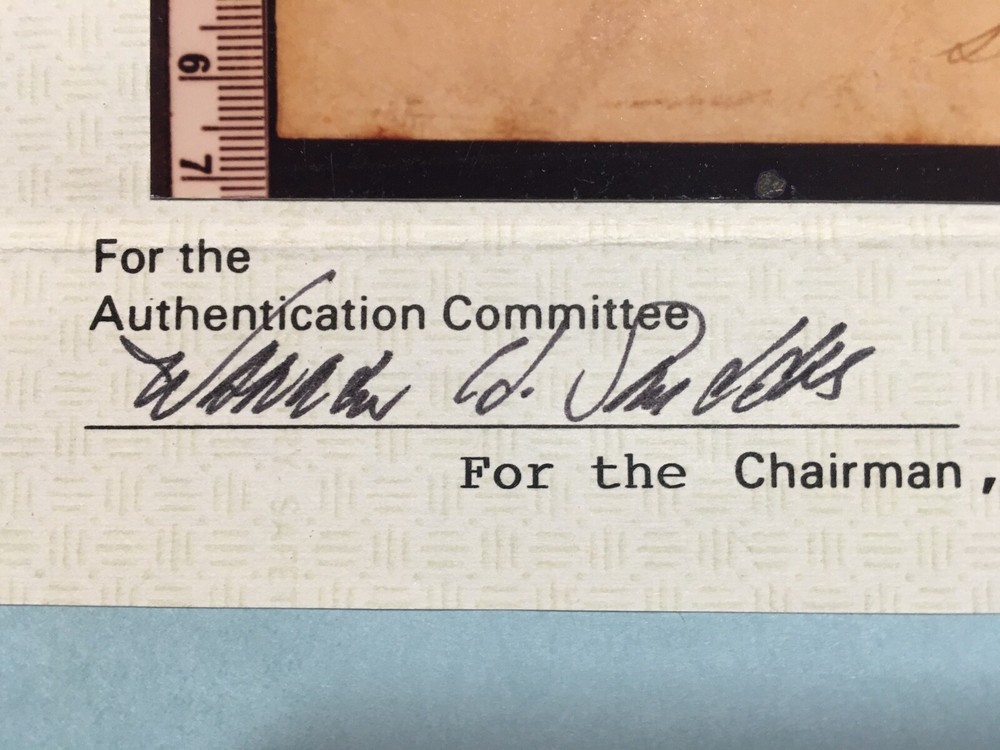 6
7
For the
Authentication Committee
For the Chairman,